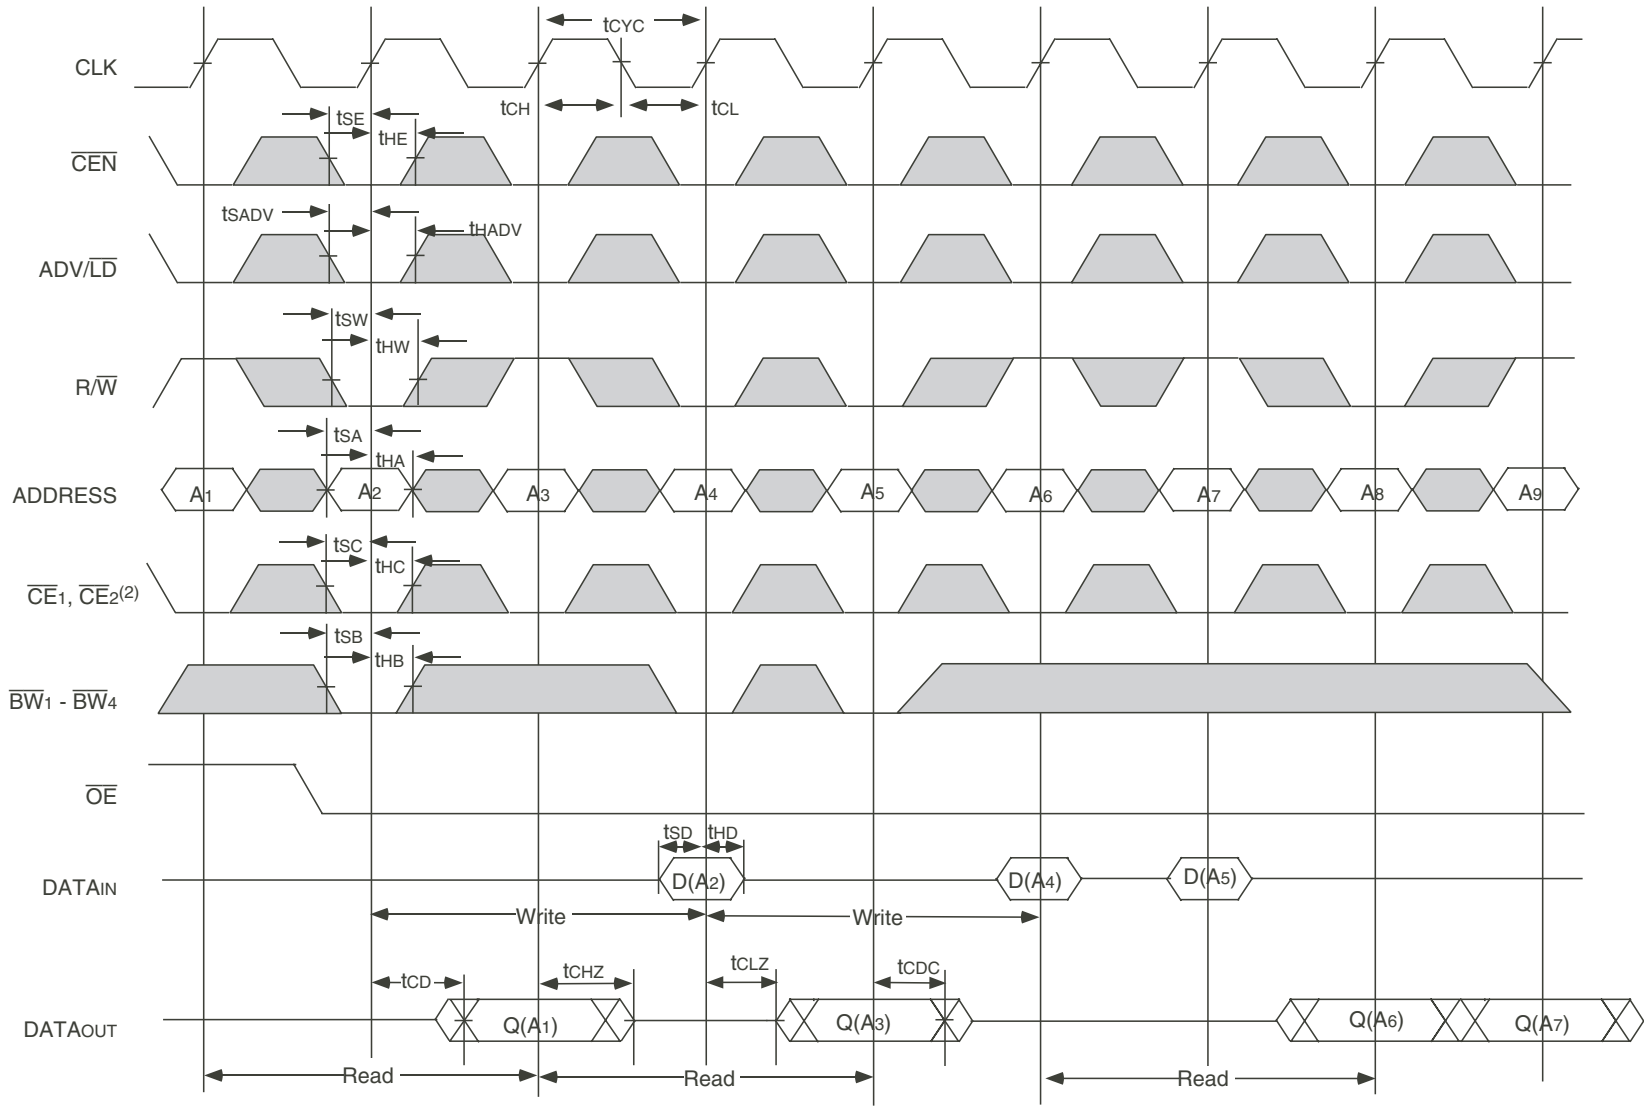 tCYC
CLK
tCH tCL
tSE
tHE
CEN
tSADV
tHADV
ADV/LD
tSW
tHW
R/W
tSA
tHA
ADDRESS A1 A2 A3 A4 A5 A6 A7 A8 A9
tSC
tHC
CE1, CE2(2)
tSB
tHB
BW1 - BW4
OE
tSD tHD
DATAIN D(A2) D(A4) D(A5)
Write Write
tCD tCHZ tCLZ tCDC
DATAOUT Q(A1) Q(A3) Q(A6) Q(A7)
Read Read Read